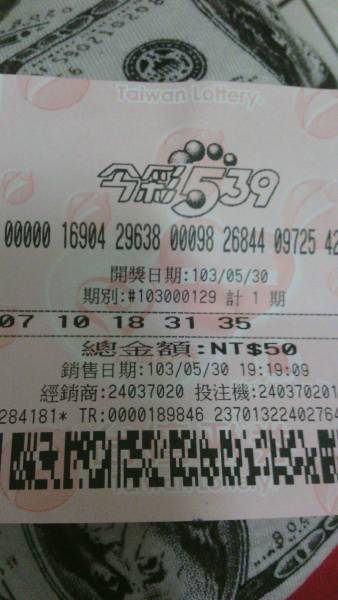 Taiwan Lottery
今彩539
00000 16904 29638 00098 26844 09725 42
開獎日期:103/05/30
期別:#103000129 計 1 期
07 10 18 31 35
總金額:NT$50
銷售日期:103/05/30 19:19:09
經銷商:24037020 投注機:240370201
284181* TR:0000189846 23701322402764